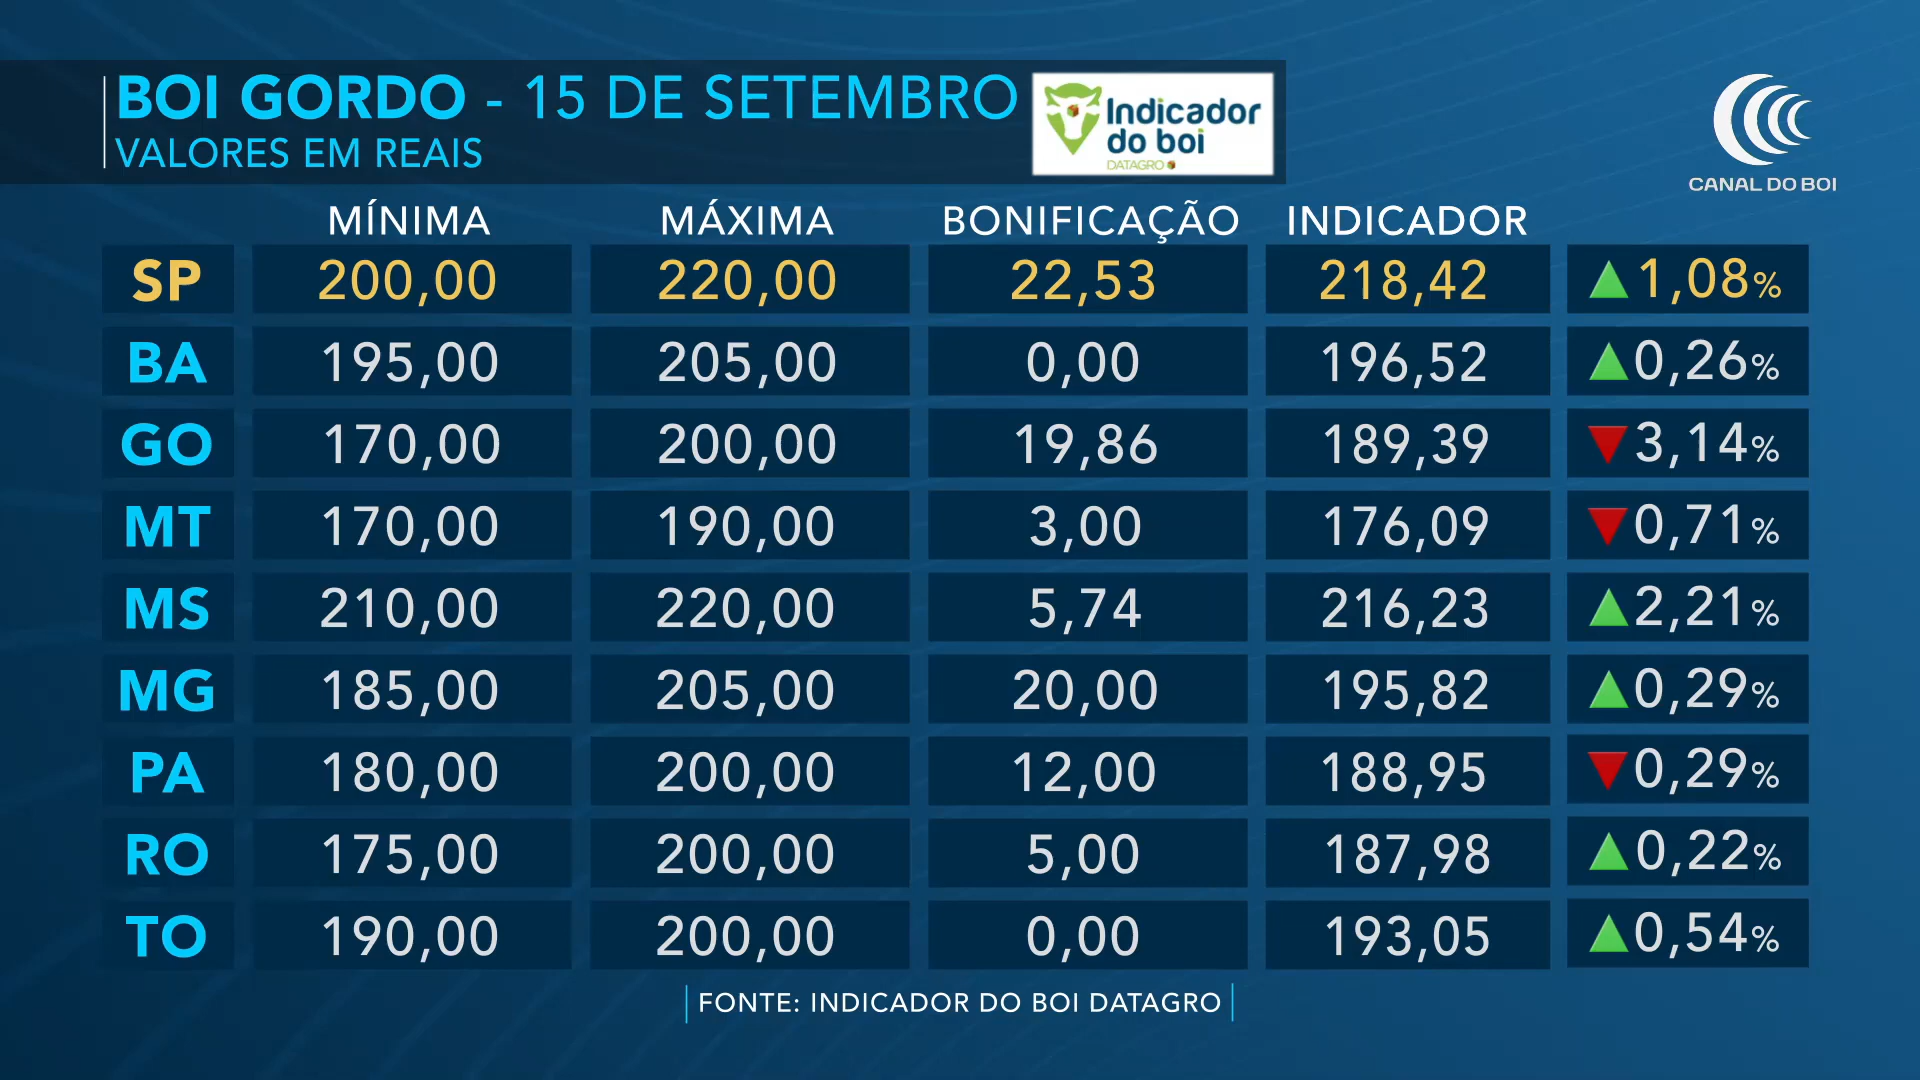 BOI GORDO - 15 DE SETEMBRO
VALORES EM REAIS
Indicador
do boi
DATAGRO
CANAL DO BOI
MÍNIMA MÁXIMA BONIFICAÇÃO INDICADOR
SP 200,00 220,00 22,53 218,42 1,08%
BA 195,00 205,00 0,00 196,52 0,26%
GO 170,00 200,00 19,86 189,39 3,14%
MT 170,00 190,00 3,00 176,09 0,71%
MS 210,00 220,00 5,74 216,23 2,21%
MG 185,00 205,00 20,00 195,82 0,29%
PA 180,00 200,00 12,00 188,95 0,29%
RO 175,00 200,00 5,00 187,98 0,22%
TO 190,00 200,00 0,00 193,05 0,54%
FONTE: INDICADOR DO BOI DATAGRO